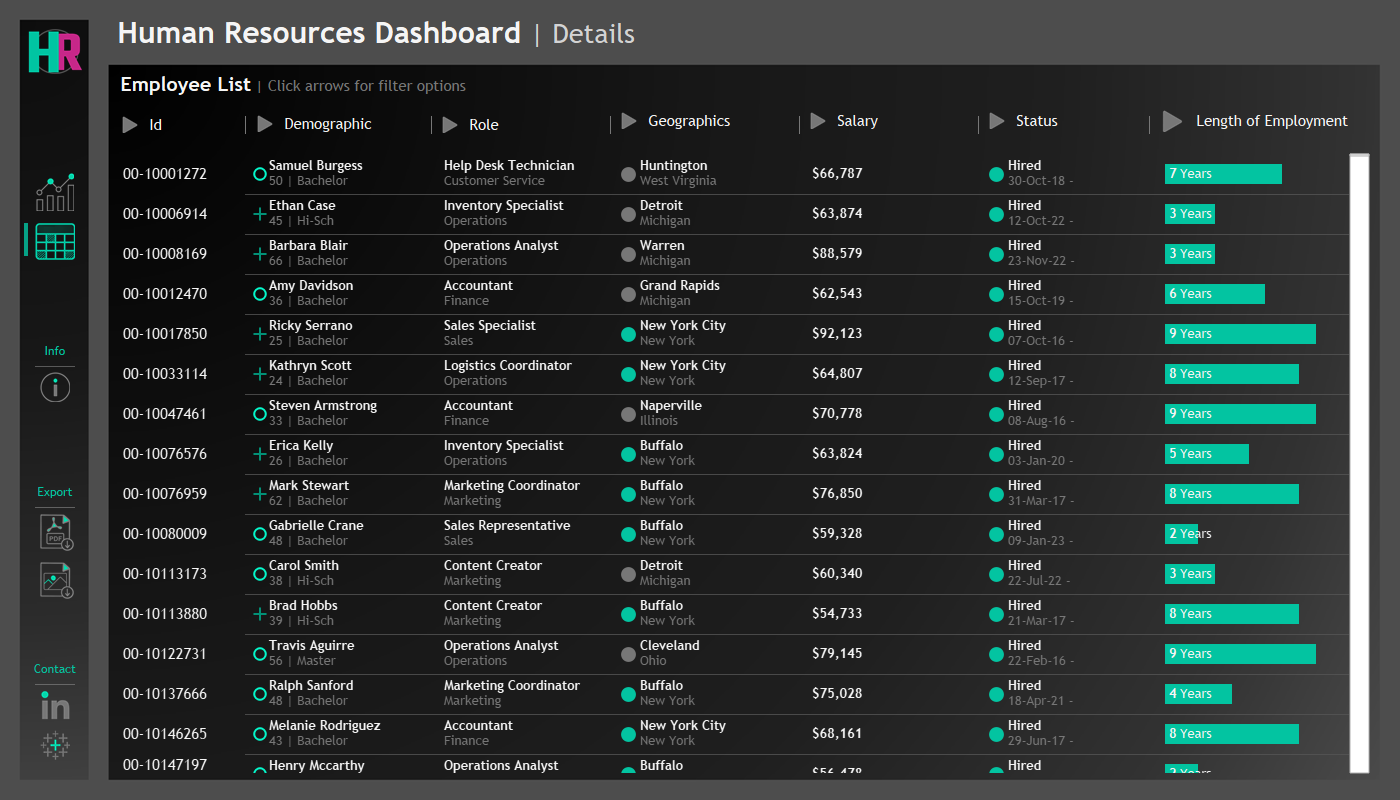 HR
Human Resources Dashboard | Details
Employee List | Click arrows for filter options
Id | Demographic | Role | Geographics | Salary | Status | Length of Employment
00-10001272 Samuel Burgess Help Desk Technician Huntington $66,787 Hired 7 Years
50 | Bachelor Customer Service West Virginia 30-Oct-18 -
00-10006914 Ethan Case Inventory Specialist Detroit $63,874 Hired 3 Years
45 | Hi-Sch Operations Michigan 12-Oct-22 -
00-10008169 Barbara Blair Operations Analyst Warren $88,579 Hired 3 Years
66 | Bachelor Operations Michigan 23-Nov-22 -
00-10012470 Amy Davidson Accountant Grand Rapids $62,543 Hired 6 Years
36 | Bachelor Finance Michigan 15-Oct-19 -
00-10017850 Ricky Serrano Sales Specialist New York City $92,123 Hired 9 Years
25 | Bachelor Sales New York 07-Oct-16 -
00-10033114 Kathryn Scott Logistics Coordinator New York City $64,807 Hired 8 Years
24 | Bachelor Operations New York 12-Sep-17 -
00-10047461 Steven Armstrong Accountant Naperville $70,778 Hired 9 Years
33 | Bachelor Finance Illinois 08-Aug-16 -
00-10076576 Erica Kelly Inventory Specialist Buffalo $63,824 Hired 5 Years
26 | Bachelor Operations New York 03-Jan-20 -
00-10076959 Mark Stewart Marketing Coordinator Buffalo $76,850 Hired 8 Years
62 | Bachelor Marketing New York 31-Mar-17 -
00-10080009 Gabrielle Crane Sales Representative Buffalo $59,328 Hired 2 Years
48 | Bachelor Sales New York 09-Jan-23 -
00-10113173 Carol Smith Content Creator Detroit $60,340 Hired 3 Years
38 | Hi-Sch Marketing Michigan 22-Jul-22 -
00-10113880 Brad Hobbs Content Creator Buffalo $54,733 Hired 8 Years
39 | Hi-Sch Marketing New York 21-Mar-17 -
00-10122731 Travis Aguirre Operations Analyst Cleveland $79,145 Hired 9 Years
56 | Master Operations Ohio 22-Feb-16 -
00-10137666 Ralph Sanford Marketing Coordinator Buffalo $75,028 Hired 4 Years
48 | Bachelor Marketing New York 18-Apr-21 -
00-10146265 Melanie Rodriguez Accountant New York City $68,161 Hired 8 Years
43 | Bachelor Finance New York 29-Jun-17 -
00-10147197 Henry Mccarthy Operations Analyst Buffalo Hired
Info
Export
PDF
Contact
in